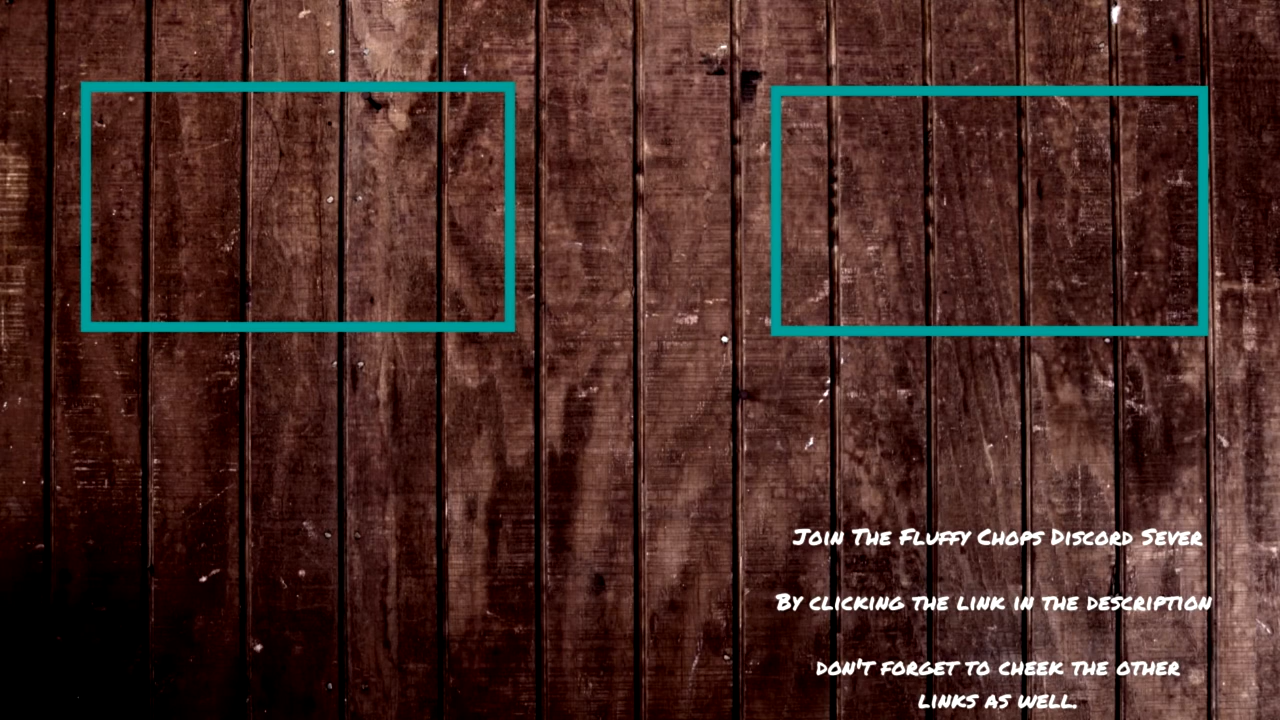 Join The Fluffy Chops Discord Sever
By clicking the link in the description
don't forget to cheek the other
links as well.